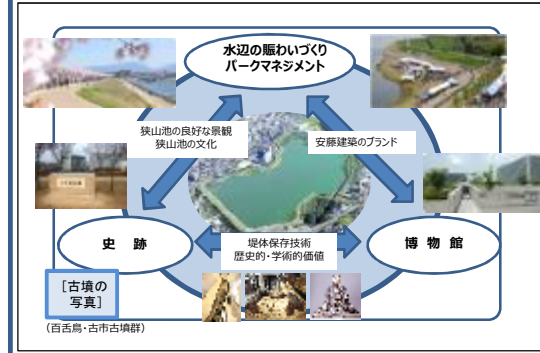 水辺の賑わいづくり
パークマネジメント
狭山池の良好な景観
狭山池の文化
安藤建築のブランド
史 跡
堤体保存技術
歴史的・学術的価値
博 物 館
[古墳の
写真]
(百舌鳥・古市古墳群)